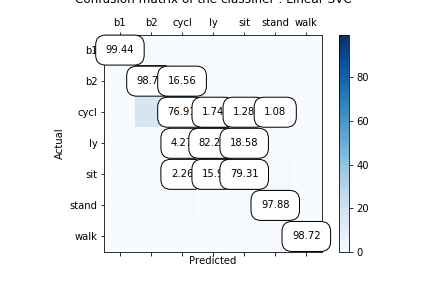 Confusion matrix of the classifier : Linear SVC
b1 b2 cycl ly sit stand walk
b1 99.44
b2 98.7 16.56
80
cycl 76.91 1.74 1.28 1.08
60
Actual
ly 4.27 82.2 18.58
40
sit 2.26 15.9 79.31
20
stand 97.88
walk 98.72
0
Predicted